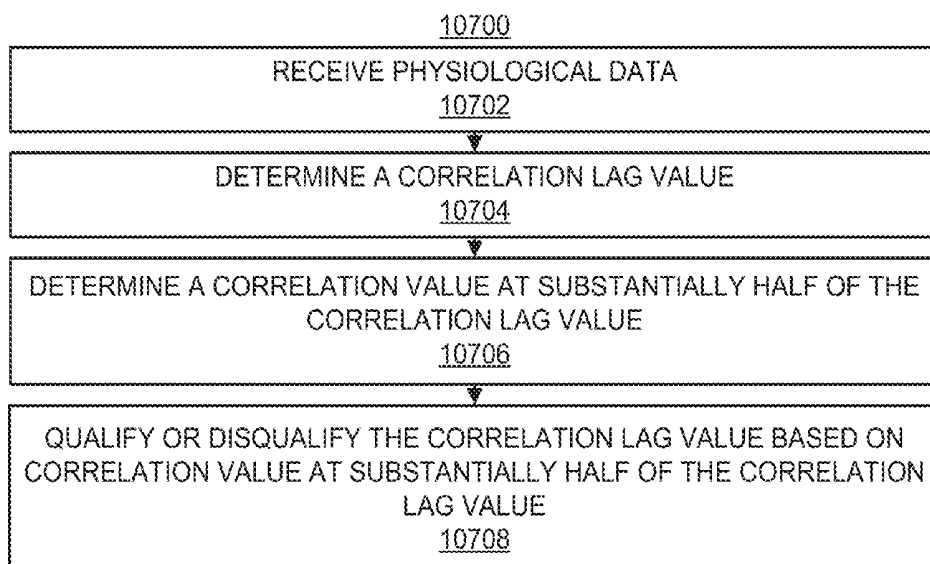 10700
RECEIVE PHYSIOLOGICAL DATA
10702
DETERMINE A CORRELATION LAG VALUE
10704
DETERMINE A CORRELATION VALUE AT SUBSTANTIALLY HALF OF THE
CORRELATION LAG VALUE
10706
QUALIFY OR DISQUALIFY THE CORRELATION LAG VALUE BASED ON
CORRELATION VALUE AT SUBSTANTIALLY HALF OF THE CORRELATION
LAG VALUE
10708